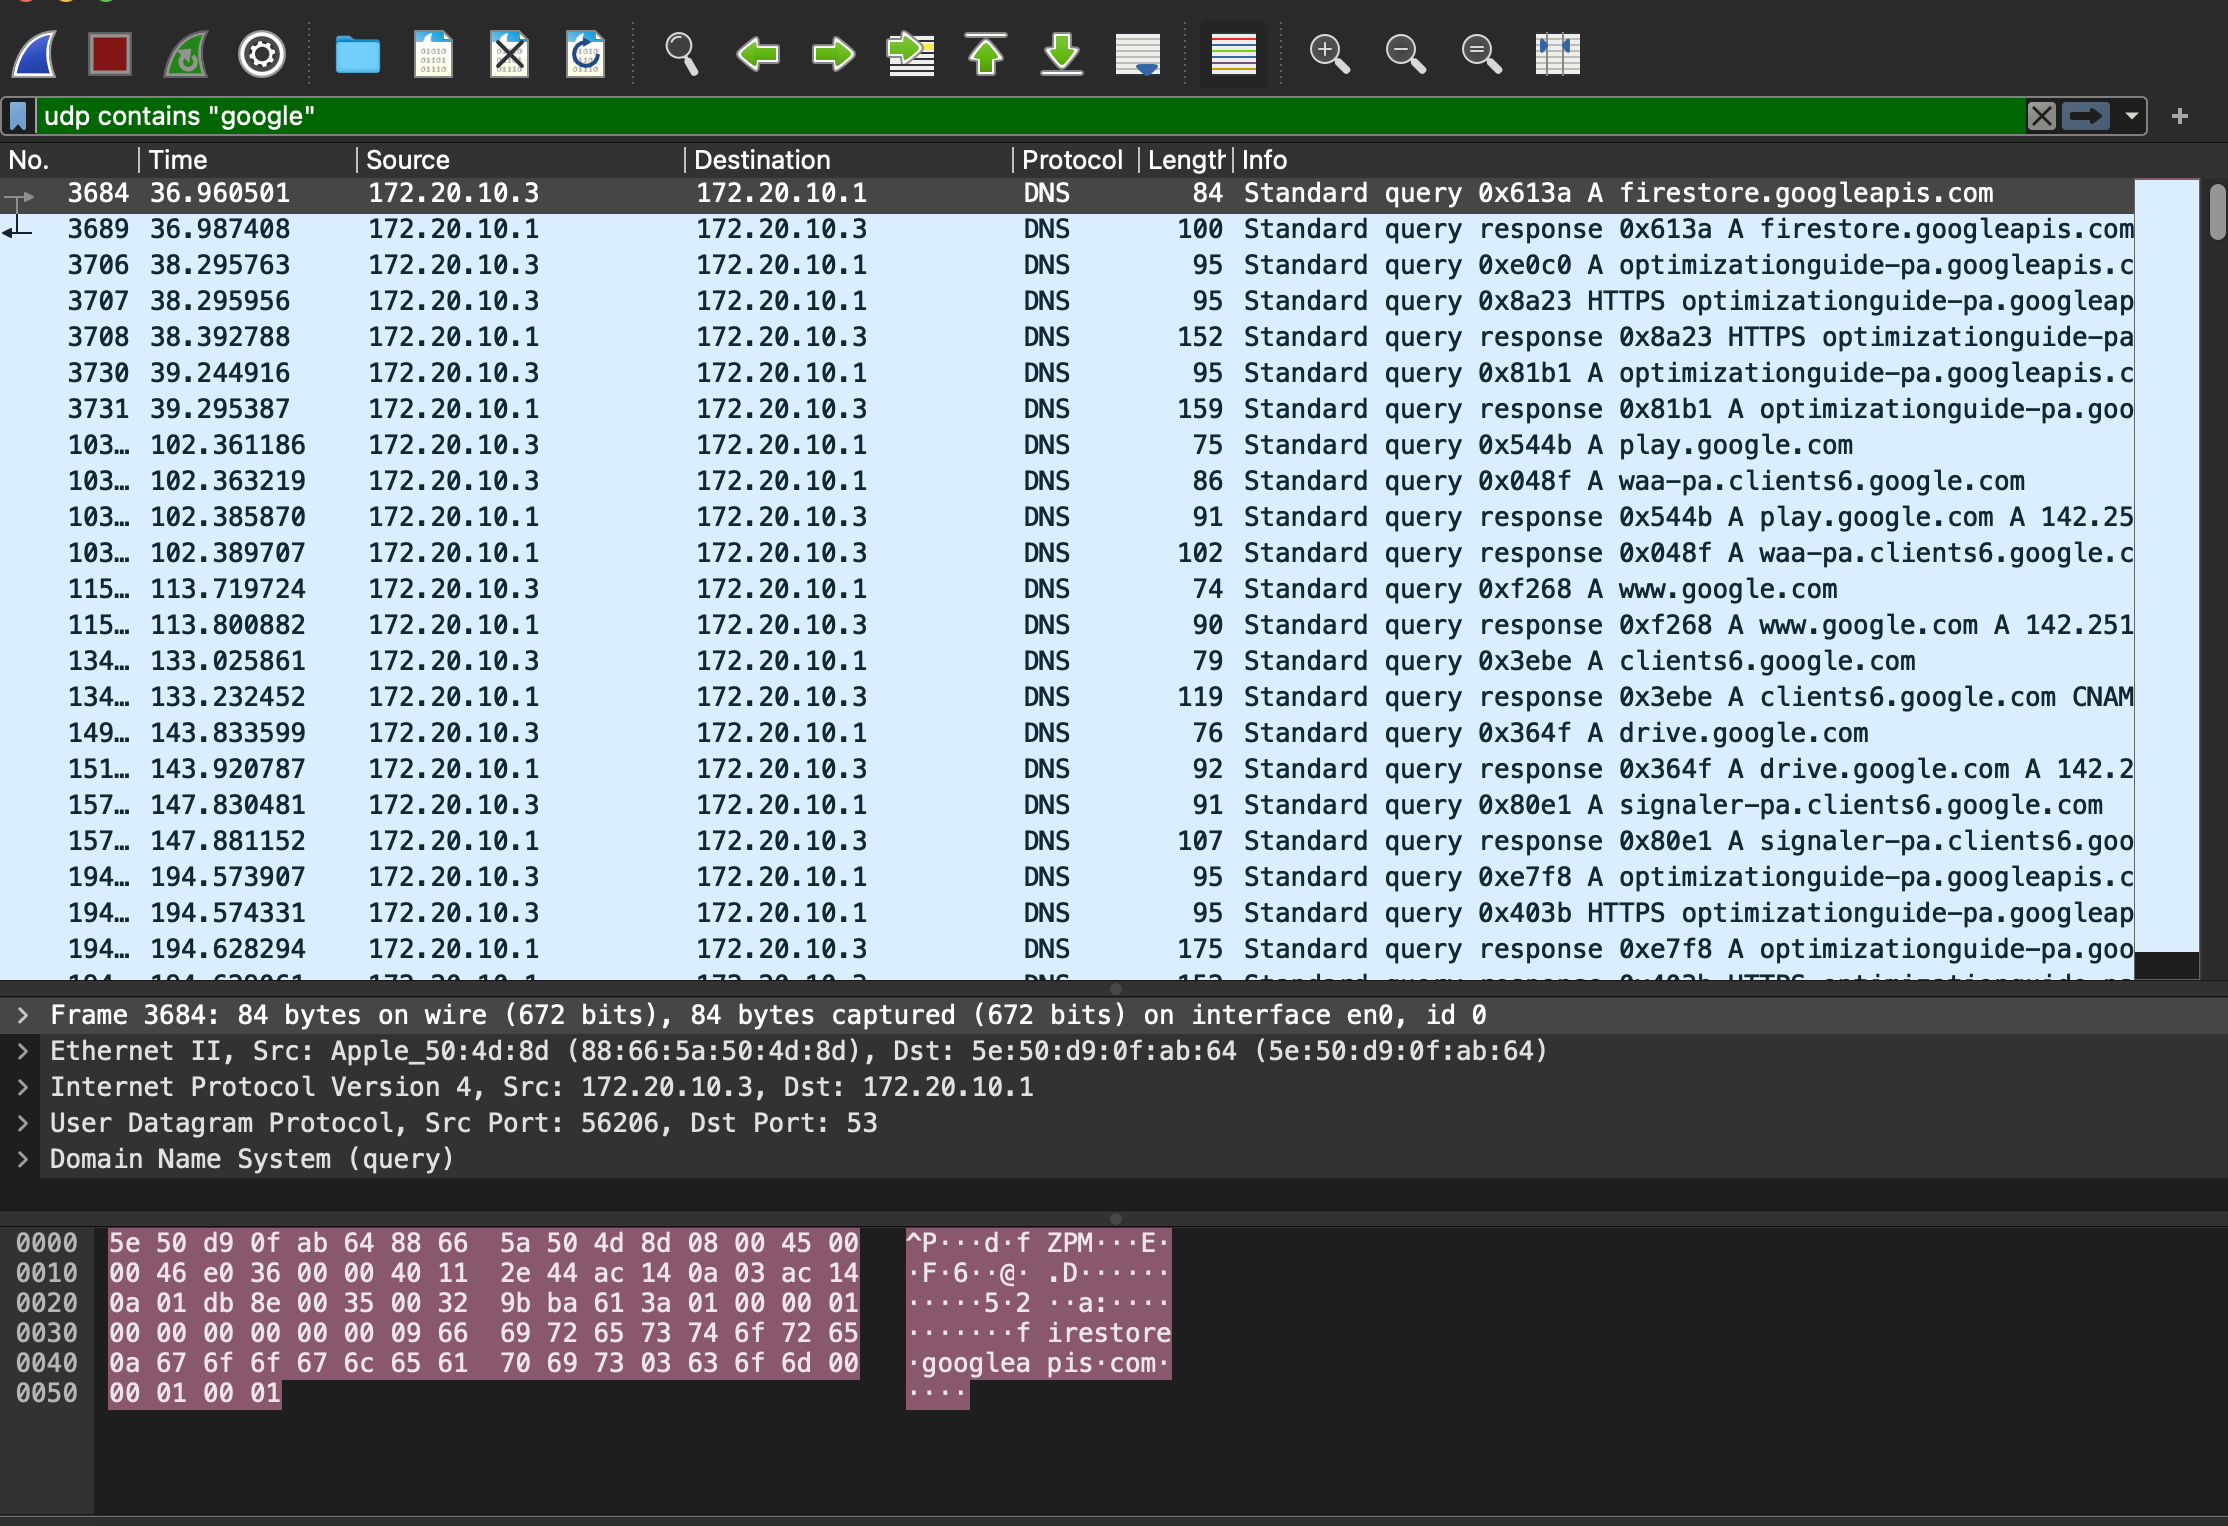 udp contains "google"
No. Time Source Destination Protocol Length Info
3684 36.960501 172.20.10.3 172.20.10.1 DNS 84 Standard query 0x613a A firestore.googleapis.com
3689 36.987408 172.20.10.1 172.20.10.3 DNS 100 Standard query response 0x613a A firestore.googleapis.com
3706 38.295763 172.20.10.3 172.20.10.1 DNS 95 Standard query 0xe0c0 A optimizationguide-pa.googleapis.c
3707 38.295956 172.20.10.3 172.20.10.1 DNS 95 Standard query 0x8a23 HTTPS optimizationguide-pa.googleap
3708 38.392788 172.20.10.1 172.20.10.3 DNS 152 Standard query response 0x8a23 HTTPS optimizationguide-pa
3730 39.244916 172.20.10.3 172.20.10.1 DNS 95 Standard query 0x81b1 A optimizationguide-pa.googleapis.c
3731 39.295387 172.20.10.1 172.20.10.3 DNS 159 Standard query response 0x81b1 A optimizationguide-pa.goo
103… 102.361186 172.20.10.3 172.20.10.1 DNS 75 Standard query 0x544b A play.google.com
103… 102.363219 172.20.10.3 172.20.10.1 DNS 86 Standard query 0x048f A waa-pa.clients6.google.com
103… 102.385870 172.20.10.1 172.20.10.3 DNS 91 Standard query response 0x544b A play.google.com A 142.25
103… 102.389707 172.20.10.1 172.20.10.3 DNS 102 Standard query response 0x048f A waa-pa.clients6.google.c
115… 113.719724 172.20.10.3 172.20.10.1 DNS 74 Standard query 0xf268 A www.google.com
115… 113.800882 172.20.10.1 172.20.10.3 DNS 90 Standard query response 0xf268 A www.google.com A 142.251
134… 133.025861 172.20.10.3 172.20.10.1 DNS 79 Standard query 0x3ebe A clients6.google.com
134… 133.232452 172.20.10.1 172.20.10.3 DNS 119 Standard query response 0x3ebe A clients6.google.com CNAM
149… 143.833599 172.20.10.3 172.20.10.1 DNS 76 Standard query 0x364f A drive.google.com
151… 143.920787 172.20.10.1 172.20.10.3 DNS 92 Standard query response 0x364f A drive.google.com A 142.2
157… 147.830481 172.20.10.3 172.20.10.1 DNS 91 Standard query 0x80e1 A signaler-pa.clients6.google.com
157… 147.881152 172.20.10.1 172.20.10.3 DNS 107 Standard query response 0x80e1 A signaler-pa.clients6.goo
194… 194.573907 172.20.10.3 172.20.10.1 DNS 95 Standard query 0xe7f8 A optimizationguide-pa.googleapis.c
194… 194.574331 172.20.10.3 172.20.10.1 DNS 95 Standard query 0x403b HTTPS optimizationguide-pa.googleap
194… 194.628294 172.20.10.1 172.20.10.3 DNS 175 Standard query response 0xe7f8 A optimizationguide-pa.goo
Frame 3684: 84 bytes on wire (672 bits), 84 bytes captured (672 bits) on interface en0, id 0
Ethernet II, Src: Apple_50:4d:8d (88:66:5a:50:4d:8d), Dst: 5e:50:d9:0f:ab:64 (5e:50:d9:0f:ab:64)
Internet Protocol Version 4, Src: 172.20.10.3, Dst: 172.20.10.1
User Datagram Protocol, Src Port: 56206, Dst Port: 53
Domain Name System (query)
0000 5e 50 d9 0f ab 64 88 66 5a 50 4d 8d 08 00 45 00 ^P···d·f ZPM···E·
0010 00 46 e0 36 00 00 40 11 2e 44 ac 14 0a 03 ac 14 ·F·6··@· .D······
0020 0a 01 db 8e 00 35 00 32 9b ba 61 3a 01 00 00 01 ·····5·2 ··a:····
0030 00 00 00 00 00 00 09 66 69 72 65 73 74 6f 72 65 ·······f irestore
0040 0a 67 6f 6f 67 6c 65 61 70 69 73 03 63 6f 6d 00 ·googlea pis·com·
0050 00 01 00 01 ····